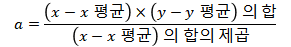 a = (x − x 평균) × (y − y 평균) 의 합
(x − x 평균) 의 합의 제곱